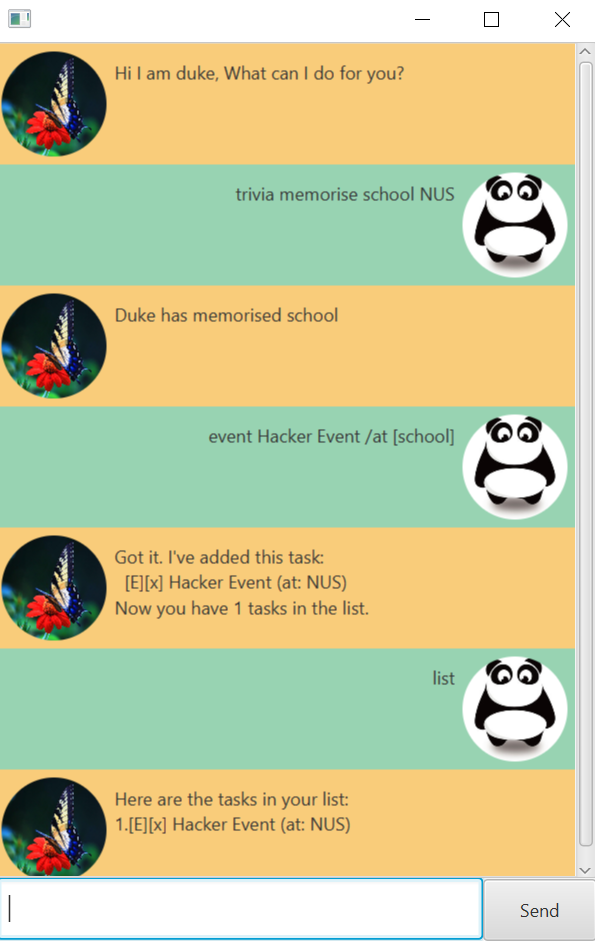 Hi I am duke, What can I do for you?
trivia memorise school NUS
Duke has memorised school
event Hacker Event /at [school]
Got it. I've added this task:
[E][x] Hacker Event (at: NUS)
Now you have 1 tasks in the list.
list
Here are the tasks in your list:
1.[E][x] Hacker Event (at: NUS)
Send